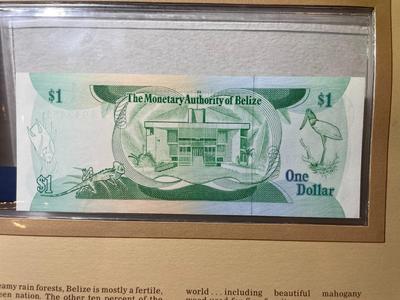 $1
The Monetary Authority of Belize
$1
$1
One
Dollar
eamy rain forests, Belize is mostly a fertile,
een nation. The other ten percent of the
world . . . including beautiful mahogany